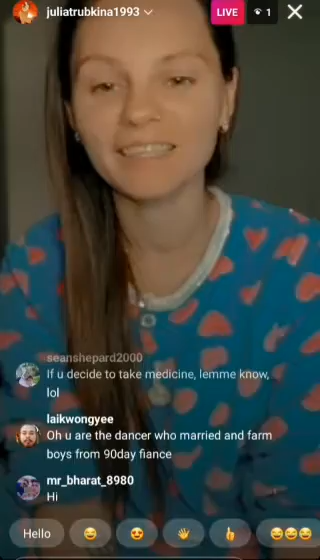 juliatrubkina1993
LIVE
1
seanshepard2000
If u decide to take medicine, lemme know,
lol
laikwongyee
Oh u are the dancer who married and farm
boys from 90day fiance
mr_bharat_8980
Hi
Hello